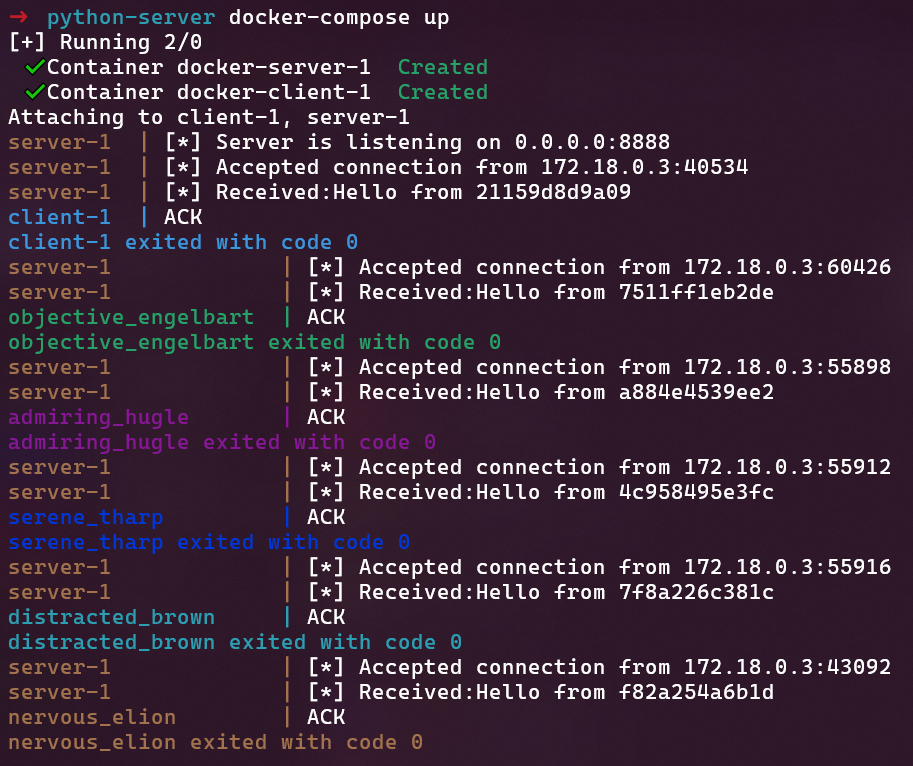 → python-server docker-compose up
[+] Running 2/0
 ✔Container docker-server-1  Created
 ✔Container docker-client-1  Created
Attaching to client-1, server-1
server-1  | [*] Server is listening on 0.0.0.0:8888
server-1  | [*] Accepted connection from 172.18.0.3:40534
server-1  | [*] Received:Hello from 21159d8d9a09
client-1  | ACK
client-1 exited with code 0
server-1             | [*] Accepted connection from 172.18.0.3:60426
server-1             | [*] Received:Hello from 7511ff1eb2de
objective_engelbart  | ACK
objective_engelbart exited with code 0
server-1             | [*] Accepted connection from 172.18.0.3:55898
server-1             | [*] Received:Hello from a884e4539ee2
admiring_hugle       | ACK
admiring_hugle exited with code 0
server-1             | [*] Accepted connection from 172.18.0.3:55912
server-1             | [*] Received:Hello from 4c958495e3fc
serene_tharp         | ACK
serene_tharp exited with code 0
server-1             | [*] Accepted connection from 172.18.0.3:55916
server-1             | [*] Received:Hello from 7f8a226c381c
distracted_brown     | ACK
distracted_brown exited with code 0
server-1             | [*] Accepted connection from 172.18.0.3:43092
server-1             | [*] Received:Hello from f82a254a6b1d
nervous_elion        | ACK
nervous_elion exited with code 0